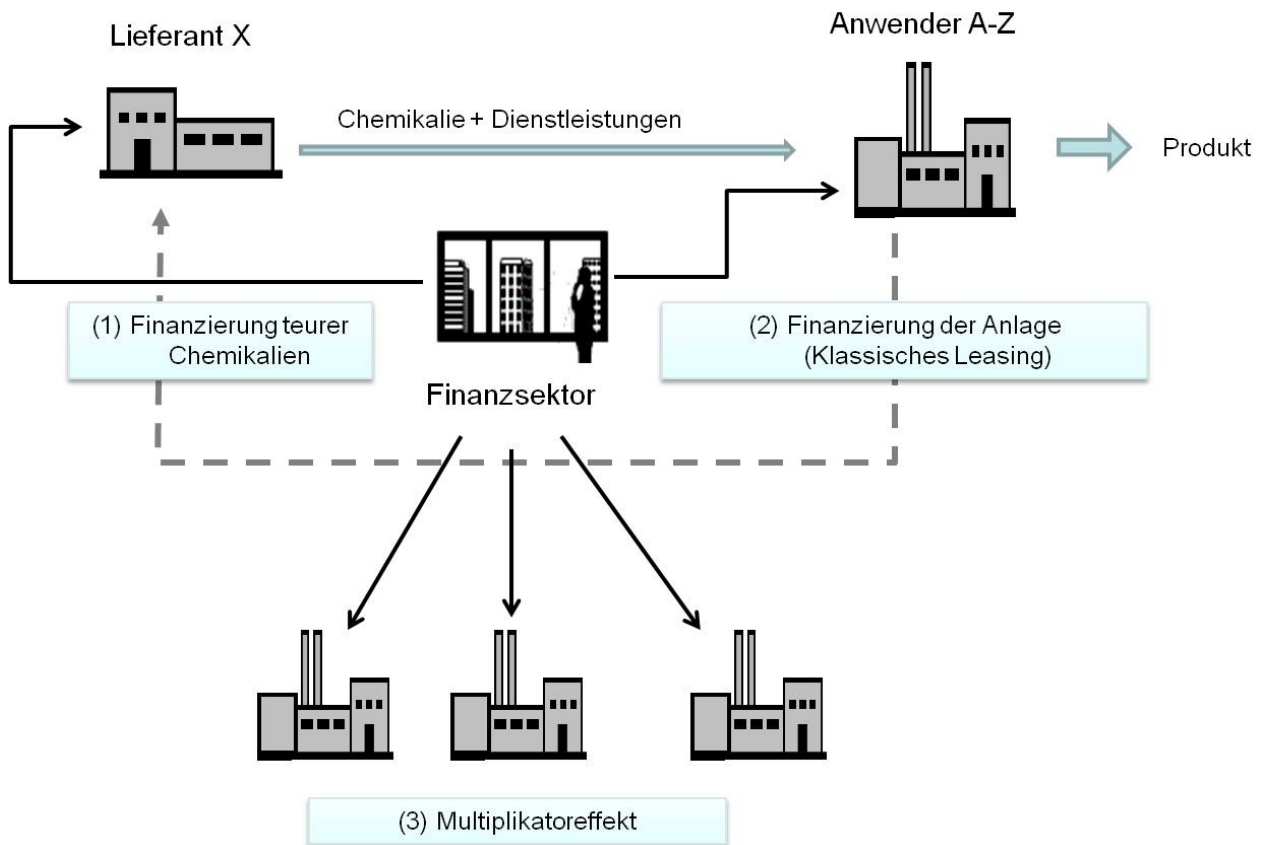 Lieferant X
Anwender A-Z
Chemikalie + Dienstleistungen
Produkt
(1) Finanzierung teurer
Chemikalien
(2) Finanzierung der Anlage
(Klassisches Leasing)
Finanzsektor
(3) Multiplikatoreffekt